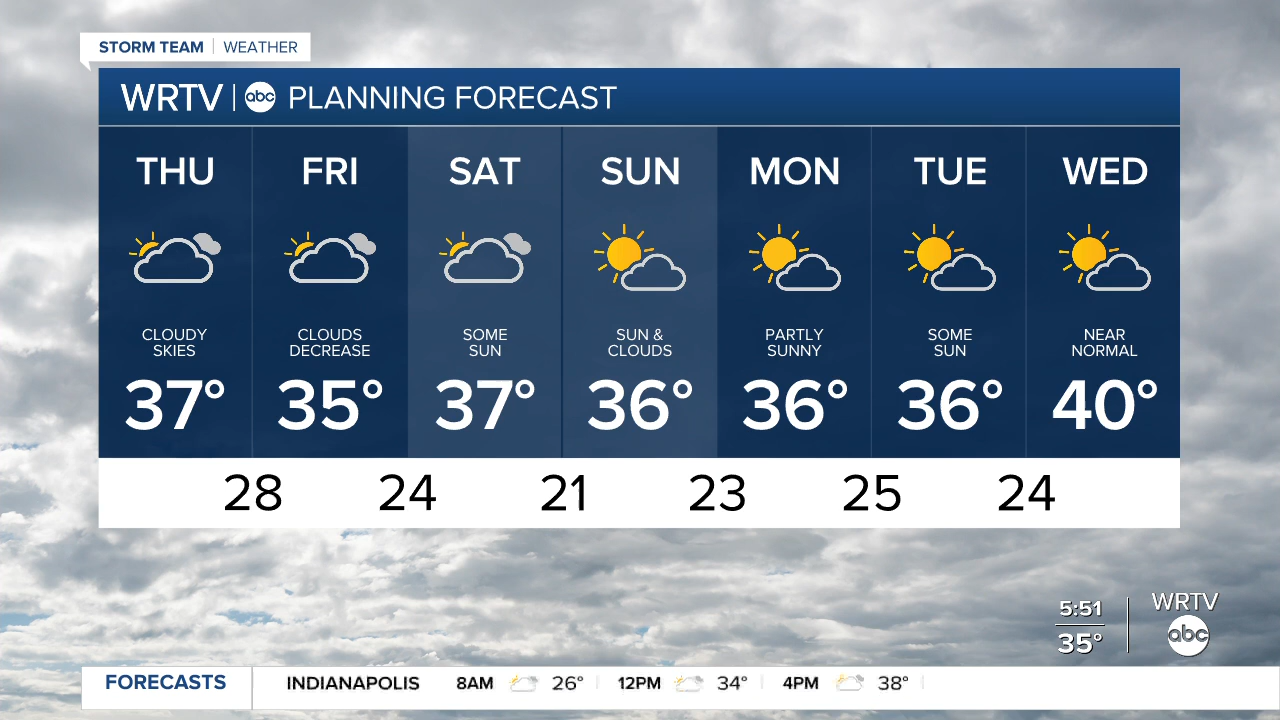 STORM TEAM | WEATHER
WRTV | abc PLANNING FORECAST
THU FRI SAT SUN MON TUE WED
CLOUDY CLOUDS SOME SUN & PARTLY SOME NEAR
SKIES DECREASE SUN CLOUDS SUNNY SUN NORMAL
37° 35° 37° 36° 36° 36° 40°
28 24 21 23 25 24
5:51 WRTV
35° abc
FORECASTS INDIANAPOLIS 8AM 26° 12PM 34° 4PM 38°